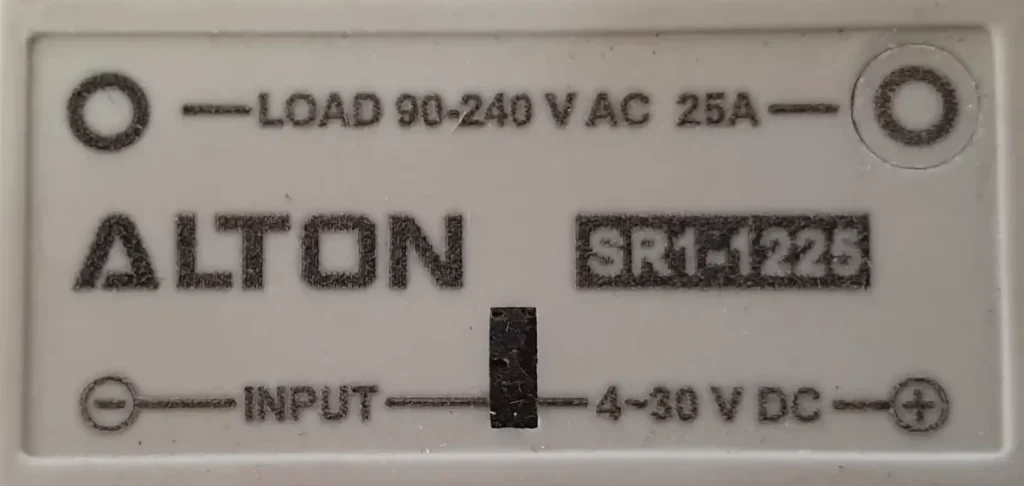 LOAD 90-240 V AC 25A
ALTON SR1-1225
INPUT 4~30 V DC